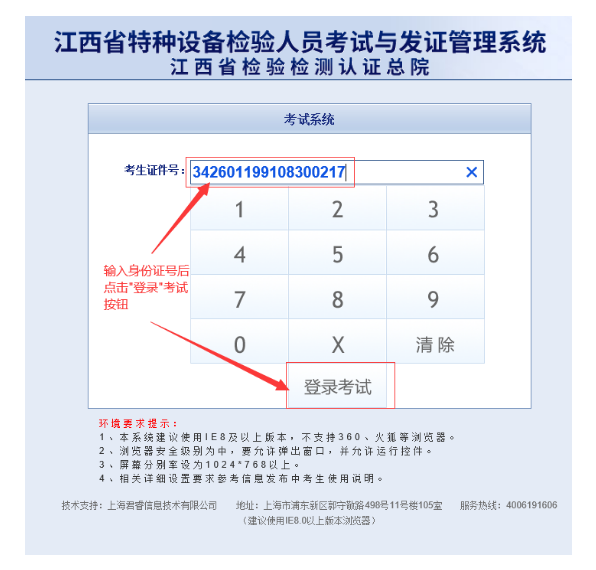 江西省特种设备检验人员考试与发证管理系统
江西省检验检测认证总院
考试系统
考生证件号：
342601199108300217
×
1 2 3
4 5 6
7 8 9
0 X 清除
登录考试
输入身份证号后
点击"登录"考试
按钮
环境要求提示：
1、本系统建议使用IE8及以上版本，不支持360、火狐等浏览器。
2、浏览器安全级别为中，要允许弹出窗口，并允许运行控件。
3、屏幕分别率设为1024*768以上。
4、相关详细设置要求参考信息发布中考生使用说明。
技术支持：上海君睿信息技术有限公司 地址：上海市浦东新区郭守敬路498号11号楼105室 服务热线：4006191606
（建议使用IE8.0以上版本浏览器）